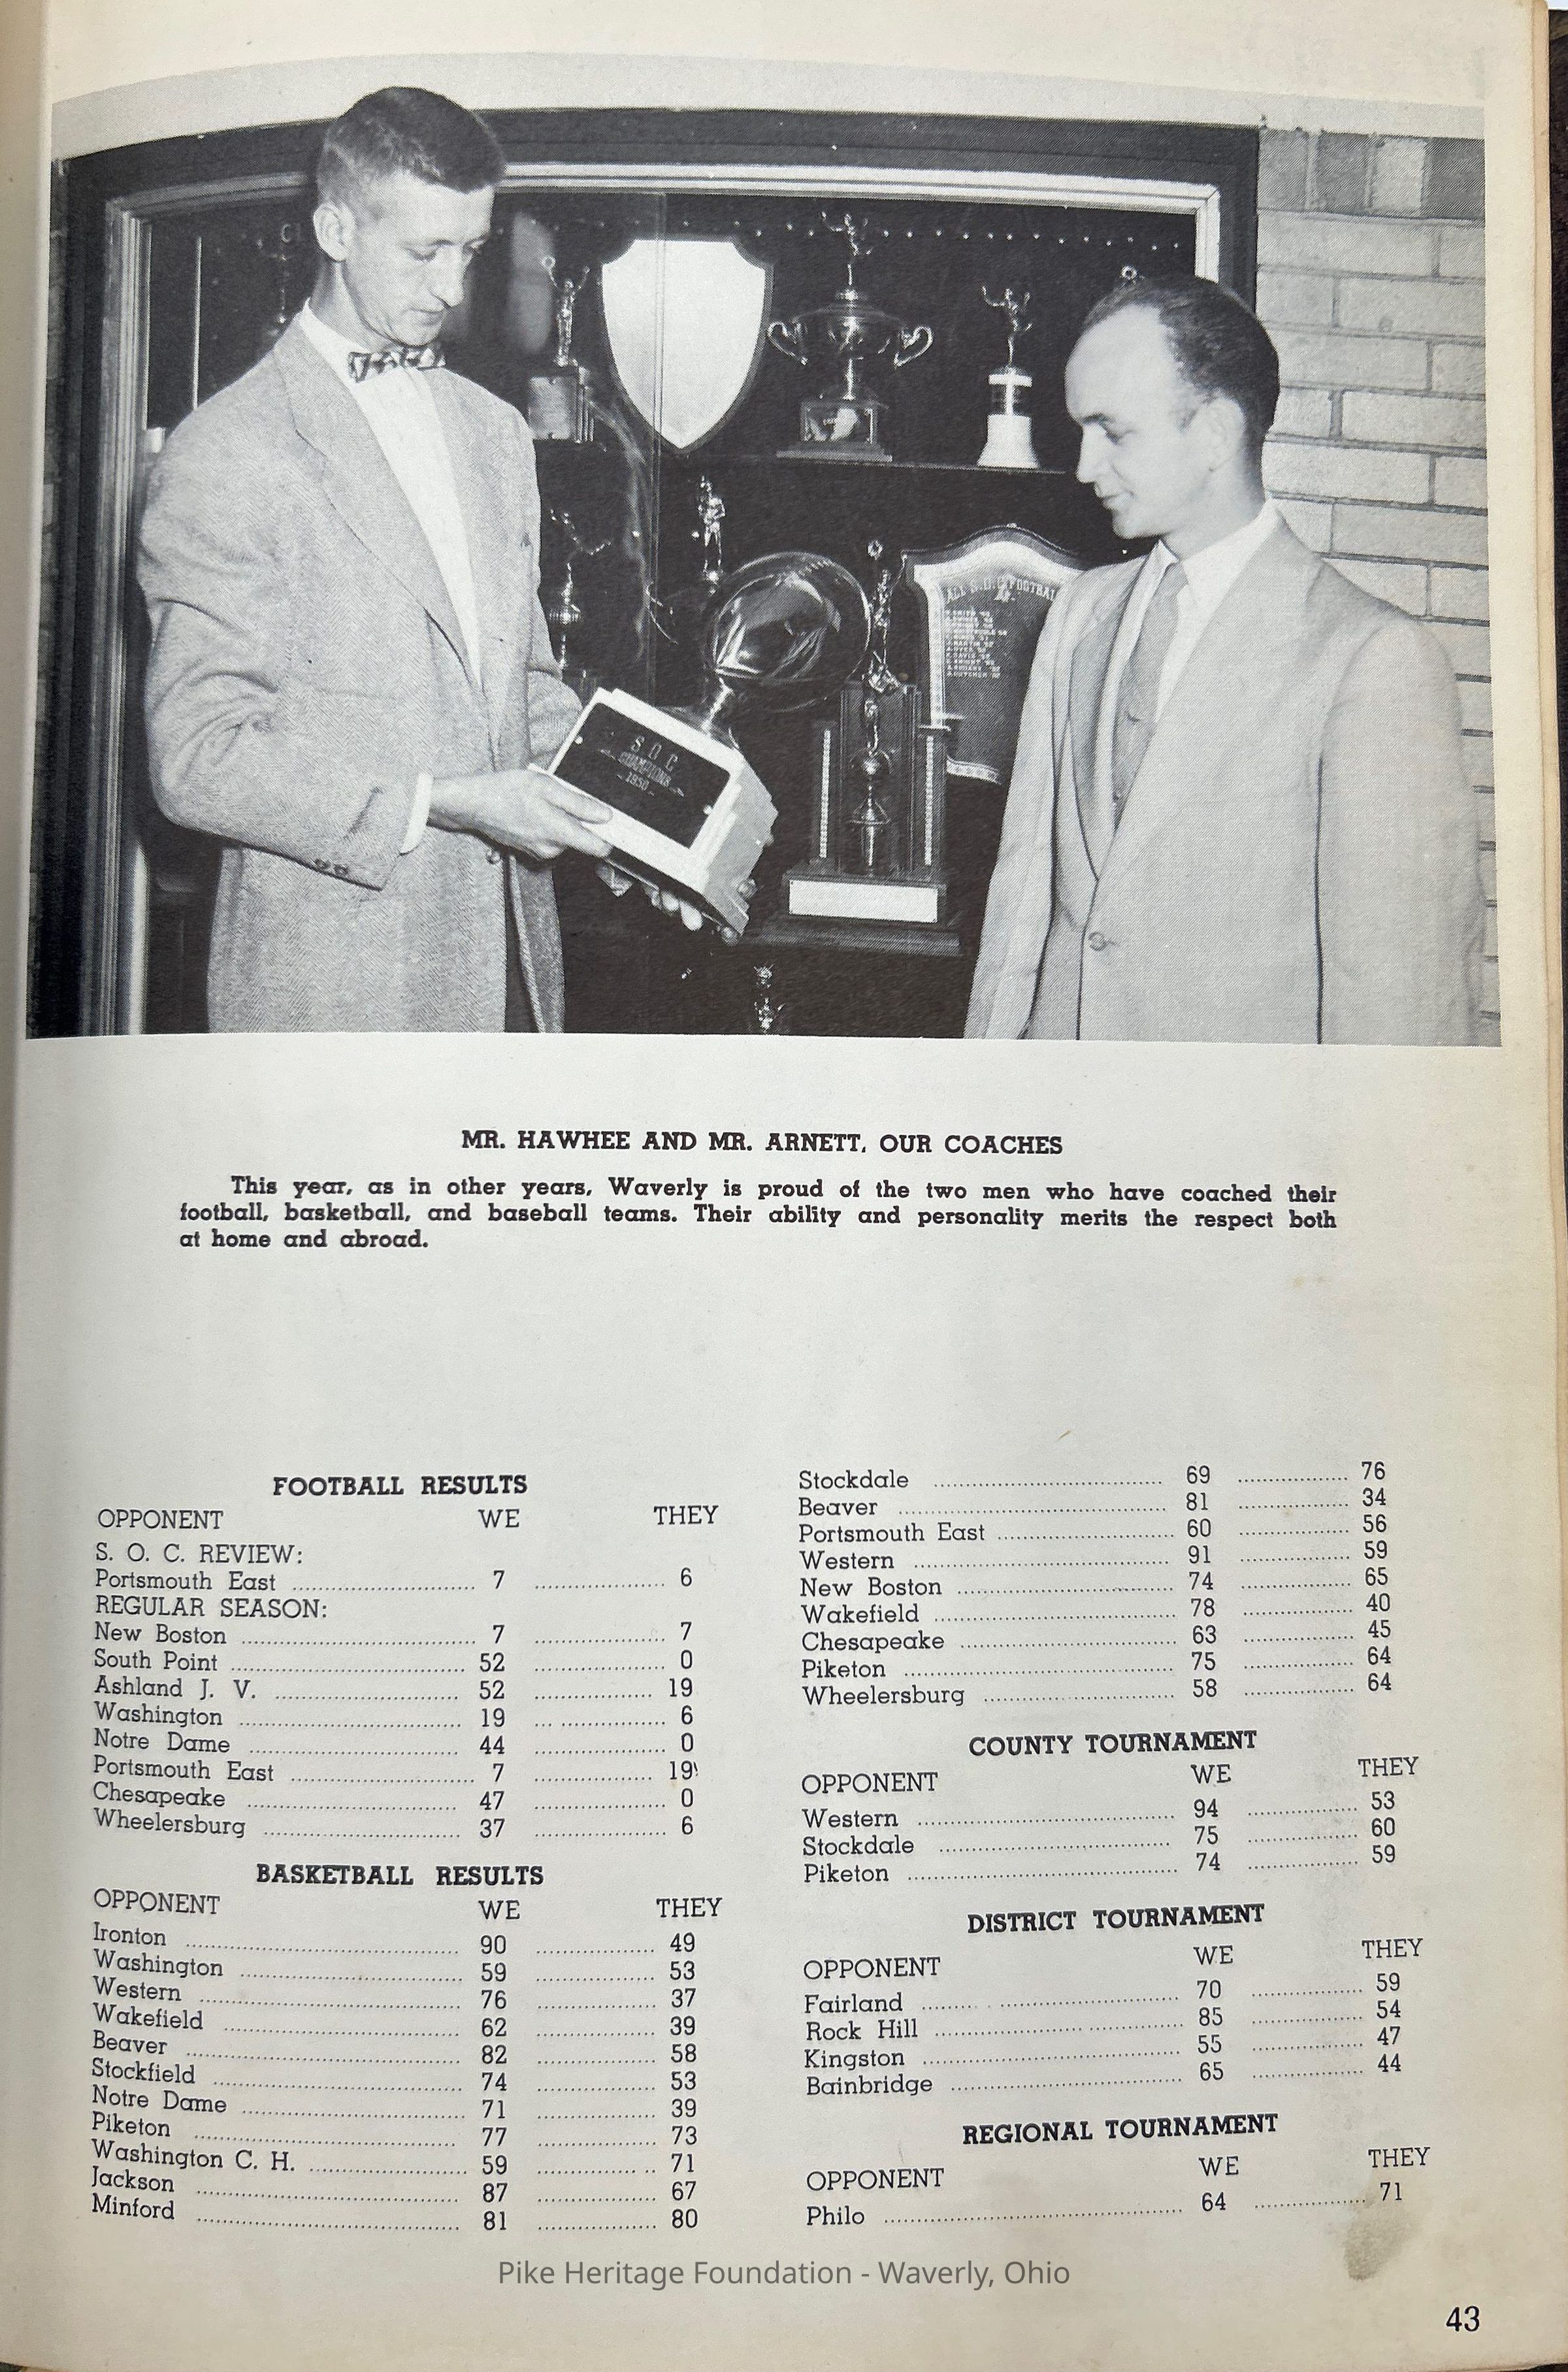 S O C
CHAMPIONS
1950
ALL S.O.C. FOOTBAL
MR. HAWHEE AND MR. ARNETT, OUR COACHES
This year, as in other years, Waverly is proud of the two men who have coached their
football, basketball, and baseball teams. Their ability and personality merits the respect both
at home and abroad.
FOOTBALL RESULTS
OPPONENT WE THEY
S. O. C. REVIEW:
Portsmouth East 7 6
REGULAR SEASON:
New Boston 7 7
South Point 52 0
Ashland J. V. 52 19
Washington 19 6
Notre Dame 44 0
Portsmouth East 7 19
Chesapeake 47 0
Wheelersburg 37 6
BASKETBALL RESULTS
OPPONENT WE THEY
Ironton 90 49
Washington 59 53
Western 76 37
Wakefield 62 39
Beaver 82 58
Stockfield 74 53
Notre Dame 71 39
Piketon 77 73
Washington C. H. 59 71
Jackson 87 67
Minford 81 80
Stockdale 69 76
Beaver 81 34
Portsmouth East 60 56
Western 91 59
New Boston 74 65
Wakefield 78 40
Chesapeake 63 45
Piketon 75 64
Wheelersburg 58 64
COUNTY TOURNAMENT
OPPONENT WE THEY
Western 94 53
Stockdale 75 60
Piketon 74 59
DISTRICT TOURNAMENT
OPPONENT WE THEY
Fairland 70 59
Rock Hill 85 54
Kingston 55 47
Bainbridge 65 44
REGIONAL TOURNAMENT
OPPONENT WE THEY
Philo 64 71
Pike Heritage Foundation - Waverly, Ohio
43